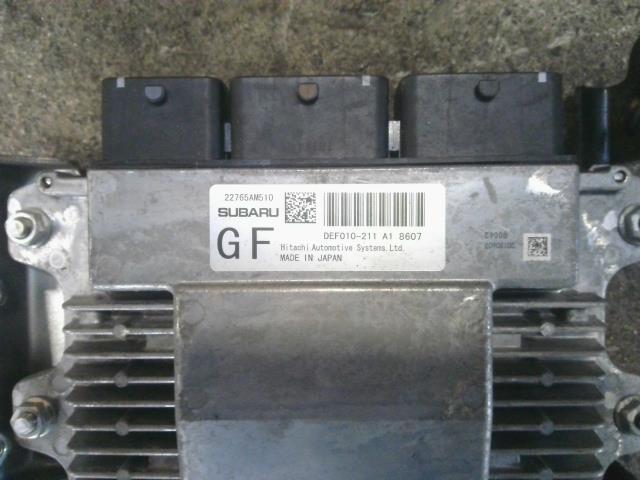 22765AM510
SUBARU
GF
DEF010-211 A1 8607
Hitachi Automotive Systems,Ltd.
MADE IN JAPAN